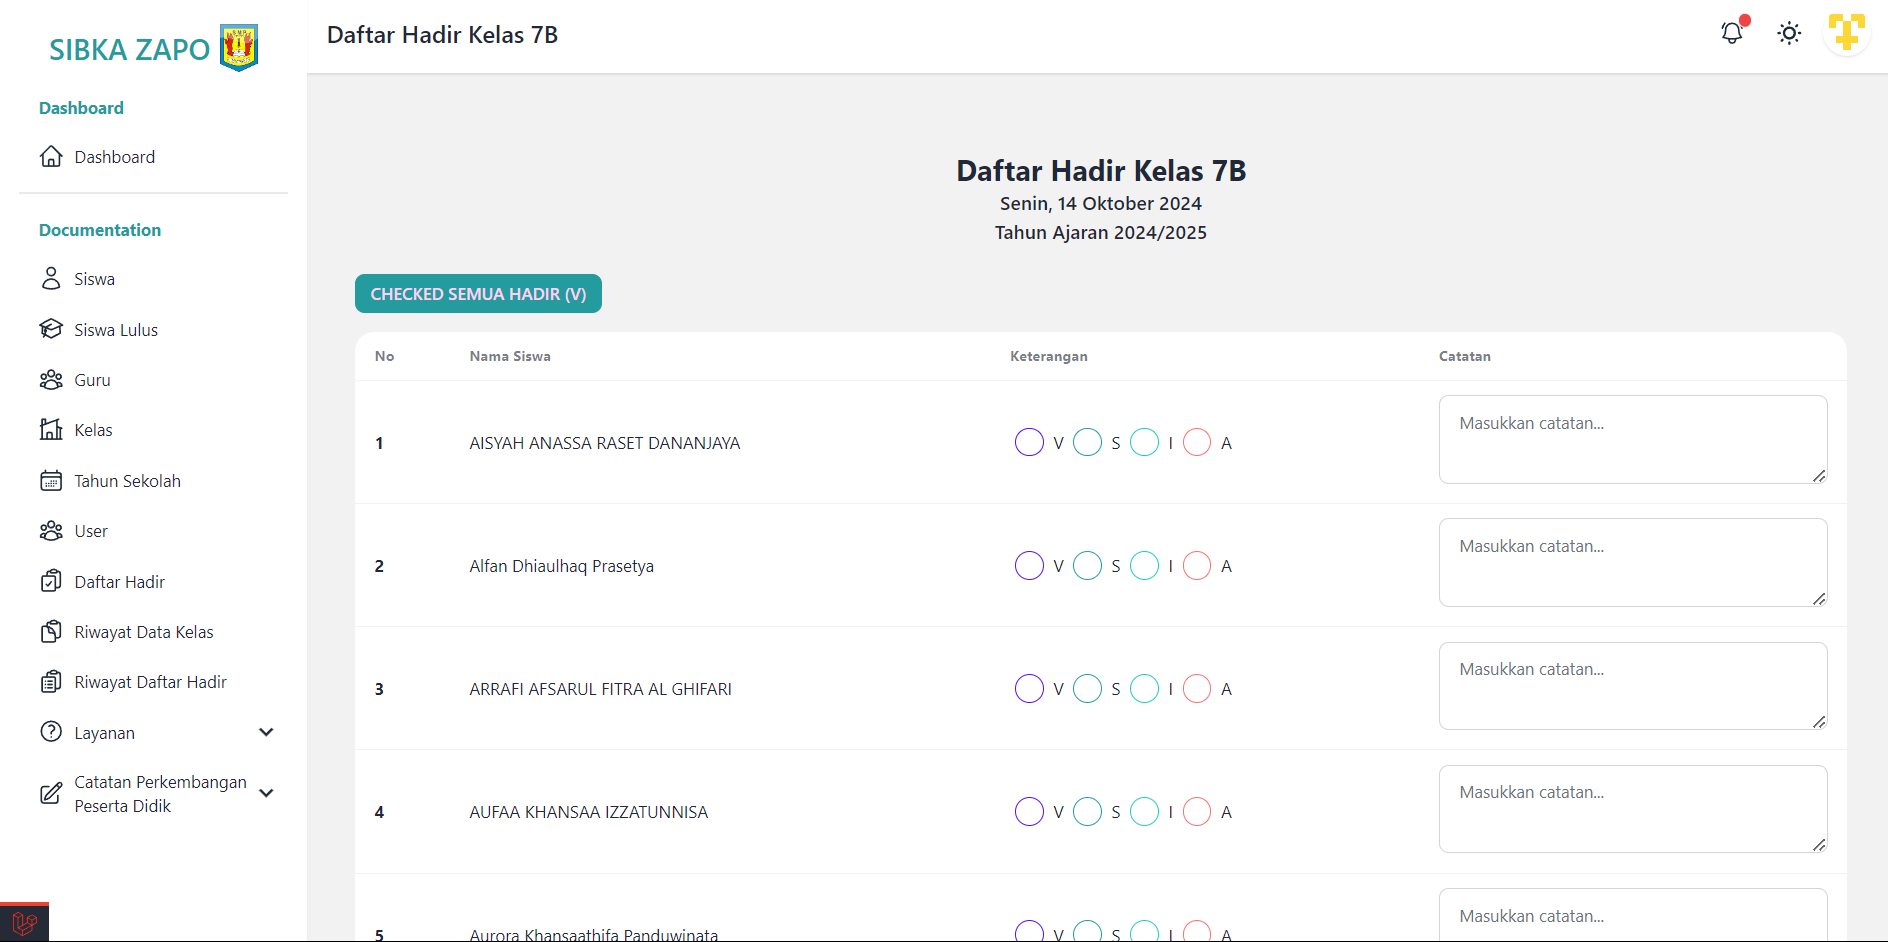 SIBKA ZAPO
Daftar Hadir Kelas 7B
Dashboard
Dashboard
Documentation
Siswa
Siswa Lulus
Guru
Kelas
Tahun Sekolah
User
Daftar Hadir
Riwayat Data Kelas
Riwayat Daftar Hadir
Layanan
Catatan Perkembangan
Peserta Didik
Daftar Hadir Kelas 7B
Senin, 14 Oktober 2024
Tahun Ajaran 2024/2025
CHECKED SEMUA HADIR (V)
No Nama Siswa Keterangan Catatan
1 AISYAH ANASSA RASET DANANJAYA V S I A Masukkan catatan...
2 Alfan Dhiaulhaq Prasetya V S I A Masukkan catatan...
3 ARRAFI AFSARUL FITRA AL GHIFARI V S I A Masukkan catatan...
4 AUFAA KHANSAA IZZATUNNISA V S I A Masukkan catatan...
5 Aurora Khansaathifa Panduwinata V S I A Masukkan catatan...